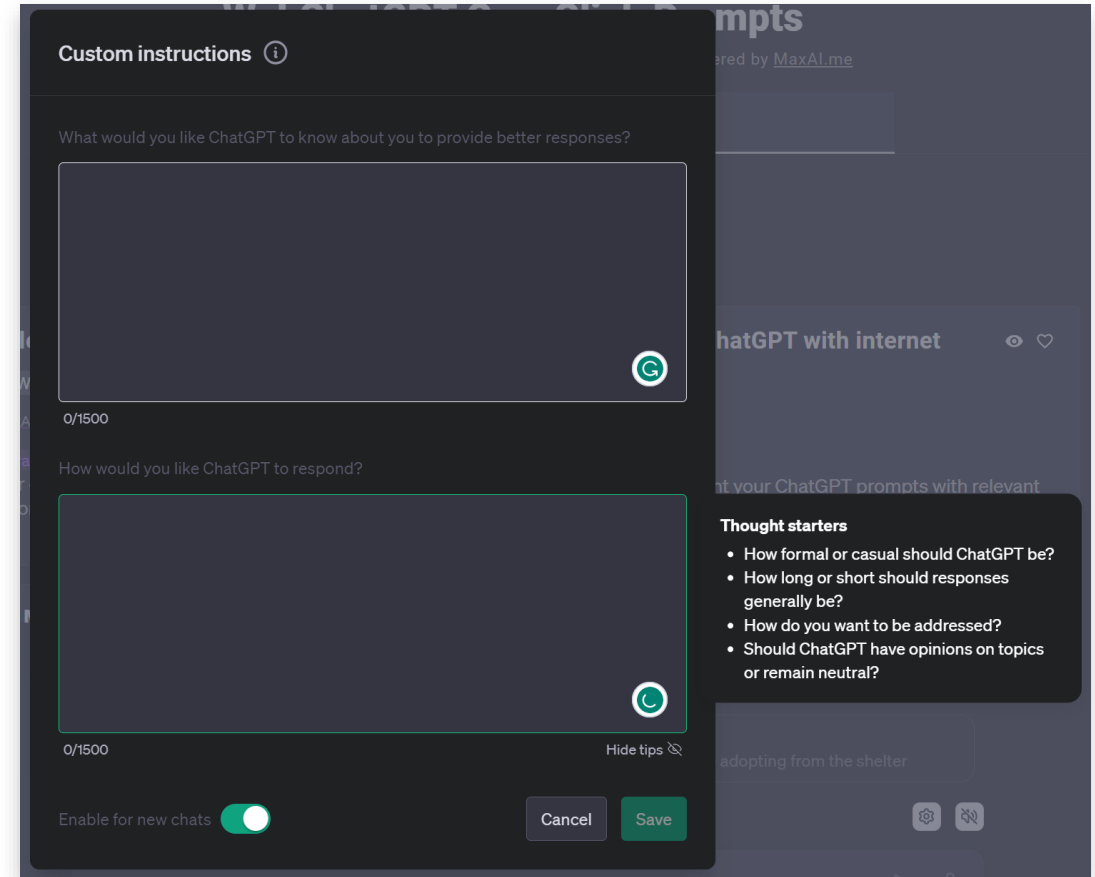 mpts
Custom instructions
ered by MaxAI.me
What would you like ChatGPT to know about you to provide better responses?
hatGPT with internet
0/1500
How would you like ChatGPT to respond?
nt your ChatGPT prompts with relevant
Thought starters
• How formal or casual should ChatGPT be?
• How long or short should responses
generally be?
• How do you want to be addressed?
• Should ChatGPT have opinions on topics
or remain neutral?
0/1500
Hide tips
adopting from the shelter
Enable for new chats
Cancel
Save